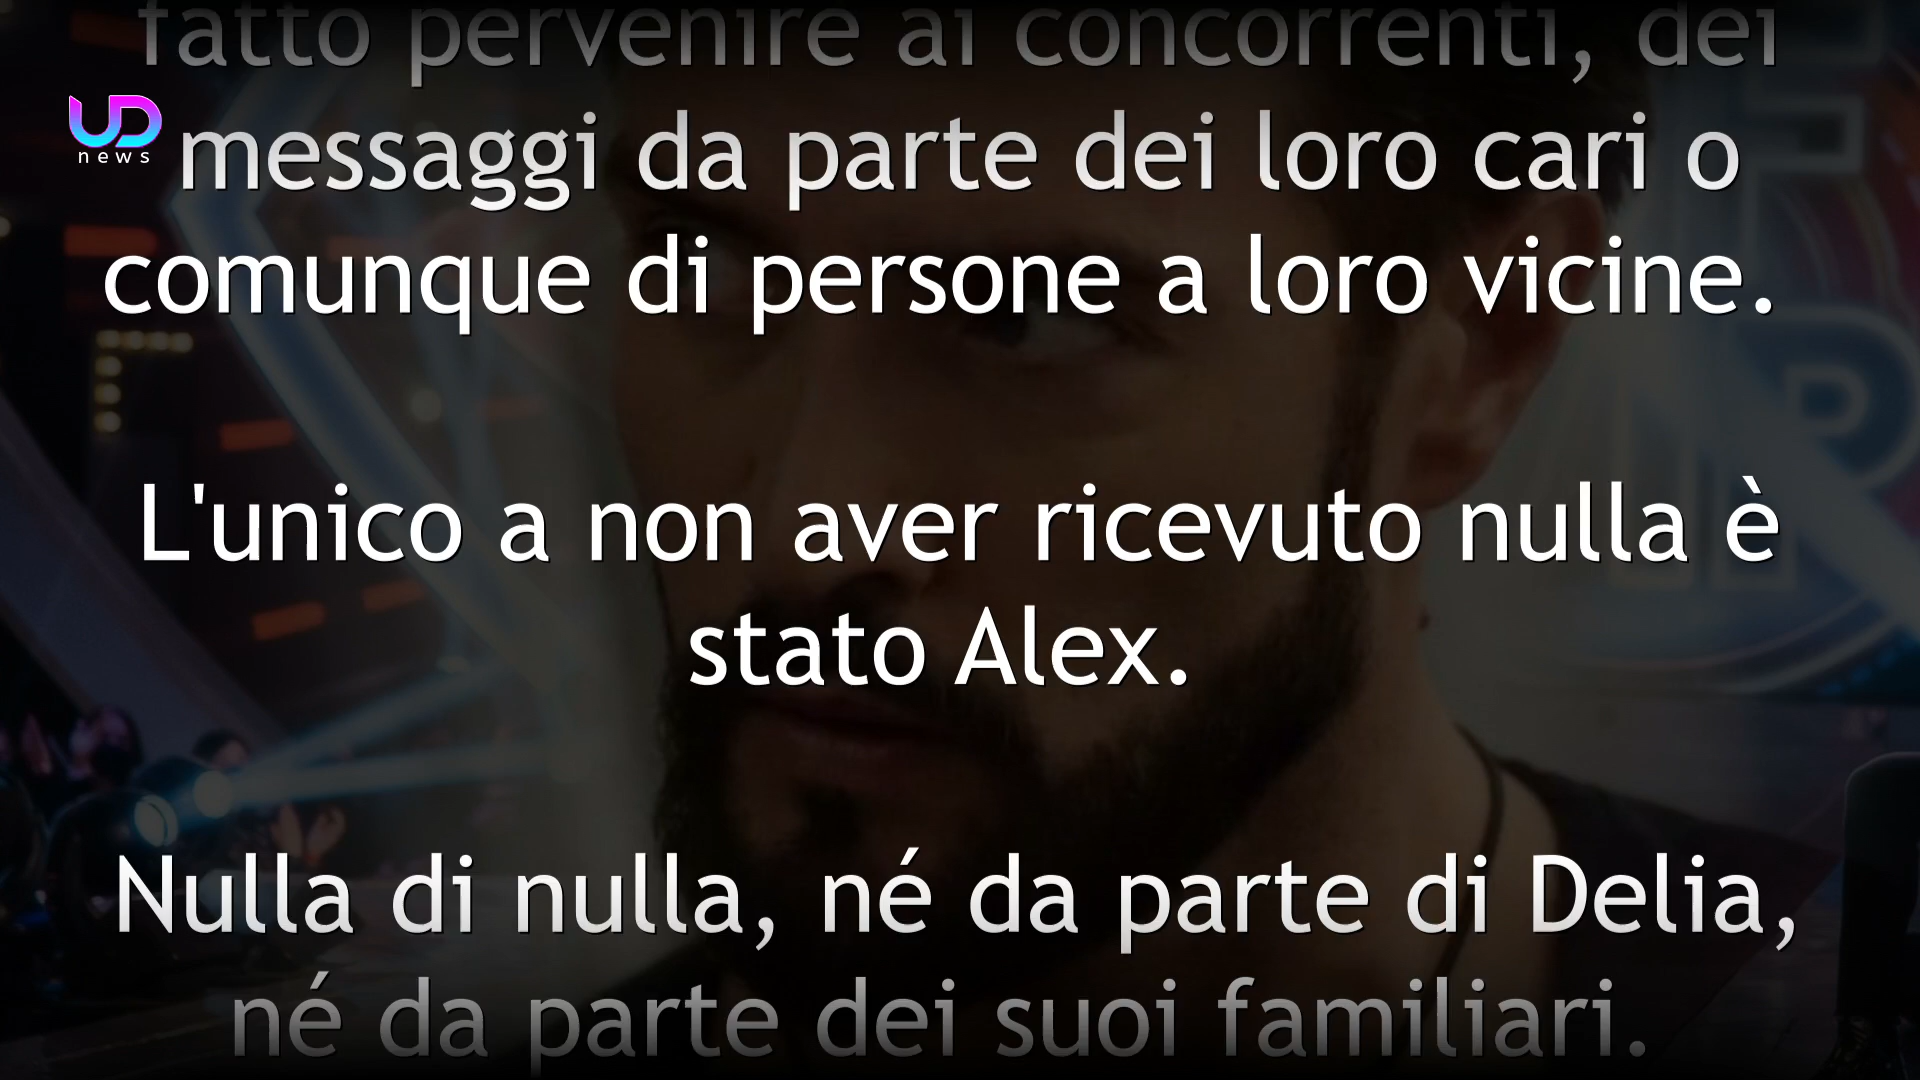 fatto pervenire ai concorrenti, dei
UD
news
messaggi da parte dei loro cari o
comunque di persone a loro vicine.
L'unico a non aver ricevuto nulla è
stato Alex.
Nulla di nulla, né da parte di Delia,
né da parte dei suoi familiari.